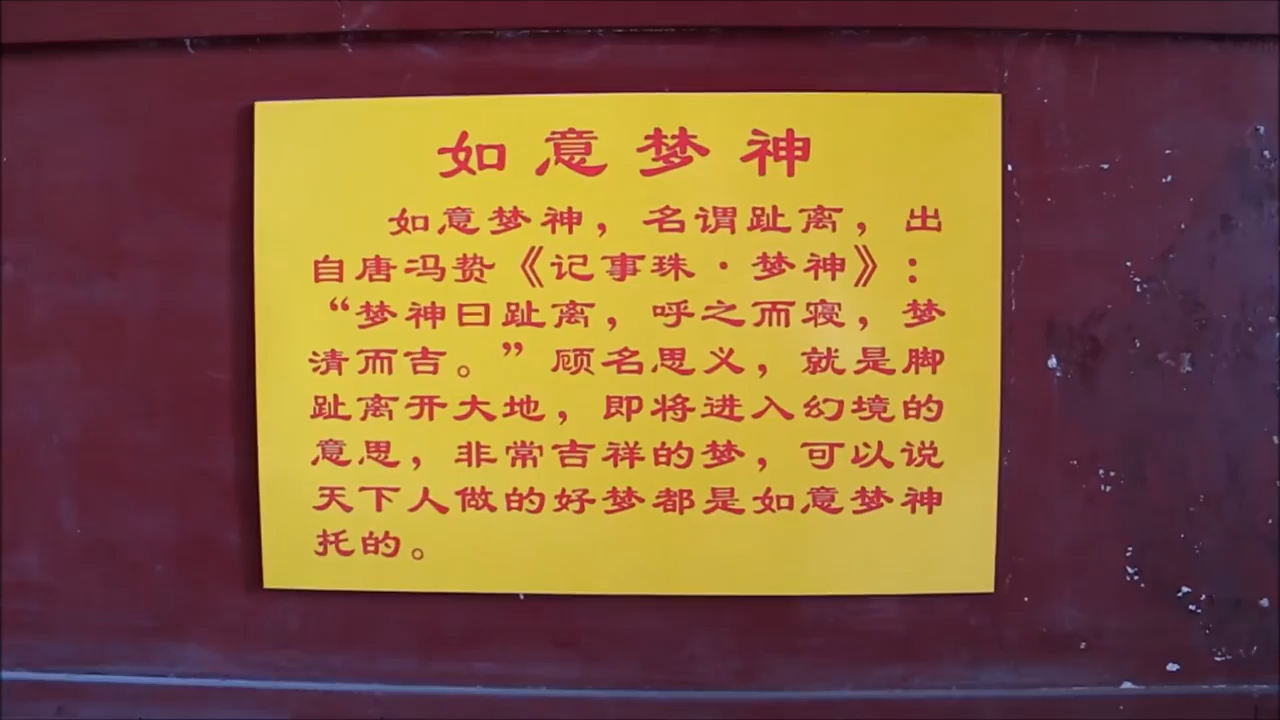 如意梦神
如意梦神，名谓趾离，出
自唐冯贽《记事珠·梦神》：
“梦神曰趾离，呼之而寝，梦
清而吉。”顾名思义，就是脚
趾离开大地，即将进入幻境的
意思，非常吉祥的梦，可以说
天下人做的好梦都是如意梦神
托的。